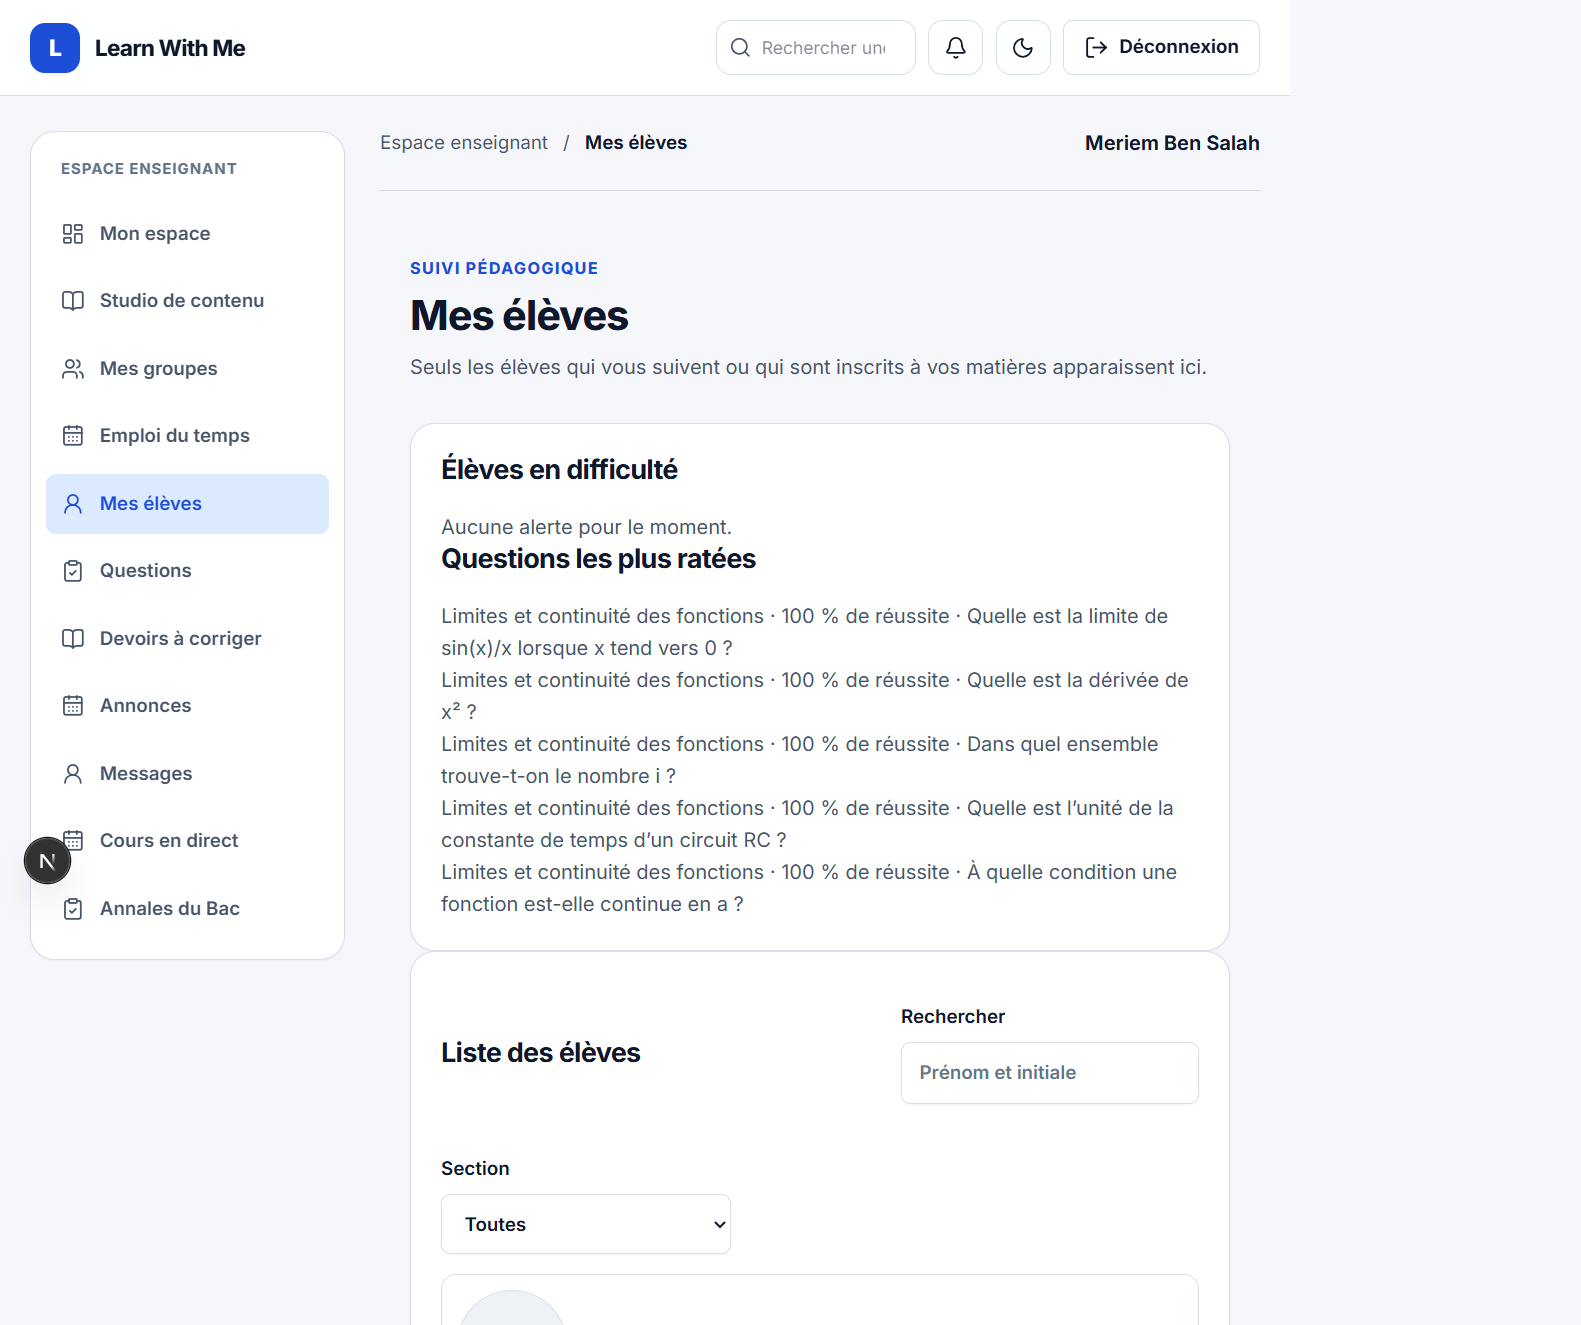 L Learn With Me
Rechercher un
Déconnexion
ESPACE ENSEIGNANT
Mon espace
Studio de contenu
Mes groupes
Emploi du temps
Mes élèves
Questions
Devoirs à corriger
Annonces
Messages
Cours en direct
N
Annales du Bac
Espace enseignant / Mes élèves
Meriem Ben Salah
SUIVI PÉDAGOGIQUE
Mes élèves
Seuls les élèves qui vous suivent ou qui sont inscrits à vos matières apparaissent ici.
Élèves en difficulté
Aucune alerte pour le moment.
Questions les plus ratées
Limites et continuité des fonctions · 100 % de réussite · Quelle est la limite de
sin(x)/x lorsque x tend vers 0 ?
Limites et continuité des fonctions · 100 % de réussite · Quelle est la dérivée de
x² ?
Limites et continuité des fonctions · 100 % de réussite · Dans quel ensemble
trouve-t-on le nombre i ?
Limites et continuité des fonctions · 100 % de réussite · Quelle est l’unité de la
constante de temps d’un circuit RC ?
Limites et continuité des fonctions · 100 % de réussite · À quelle condition une
fonction est-elle continue en a ?
Liste des élèves
Rechercher
Prénom et initiale
Section
Toutes